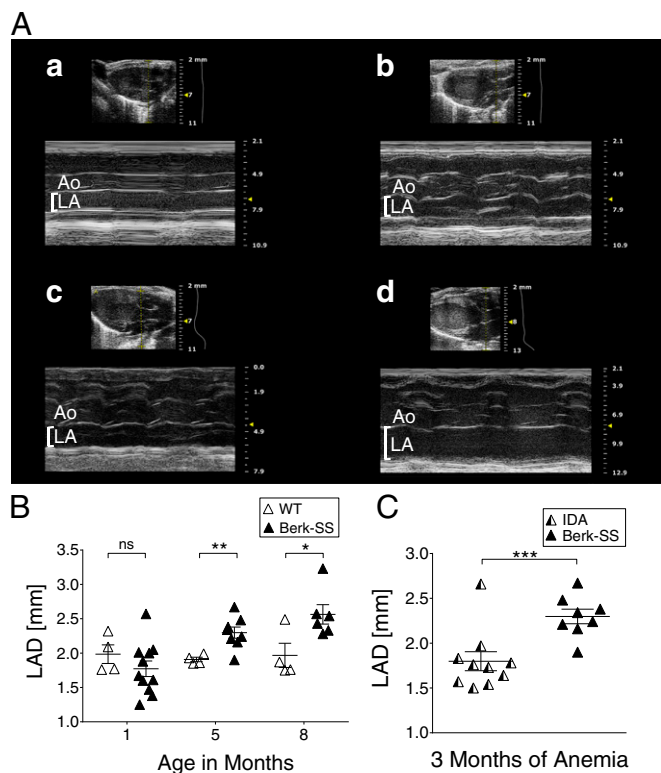 A
a
2 mm
7
11
2.1
4.9
7.9
10.9
Ao
LA
b
2 mm
7
11
2.1
4.9
7.9
10.9
Ao
LA
c
2 mm
7
11
0.0
1.9
4.9
7.9
Ao
LA
d
2 mm
8
13
2.1
3.9
6.9
9.9
12.9
Ao
LA
B
WT
Berk-SS
ns
**
*
3.5
3.0
2.5
2.0
1.5
1.0
LAD [mm]
1
5
8
Age in Months
C
IDA
Berk-SS
***
3.0
2.5
2.0
1.5
1.0
LAD [mm]
3 Months of Anemia